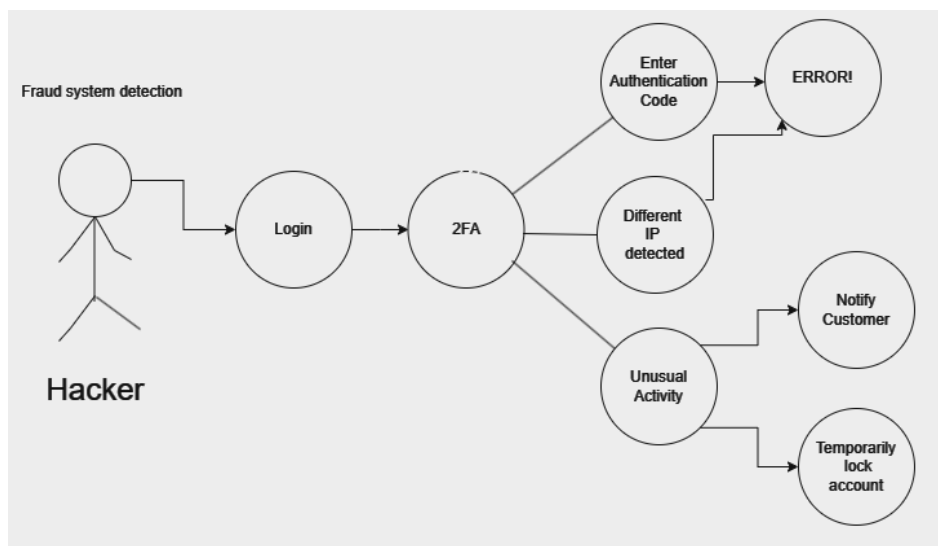 Fraud system detection
Hacker
Login
2FA
Enter
Authentication
Code
ERROR!
Different
IP
detected
Unusual
Activity
Notify
Customer
Temporarily
lock
account